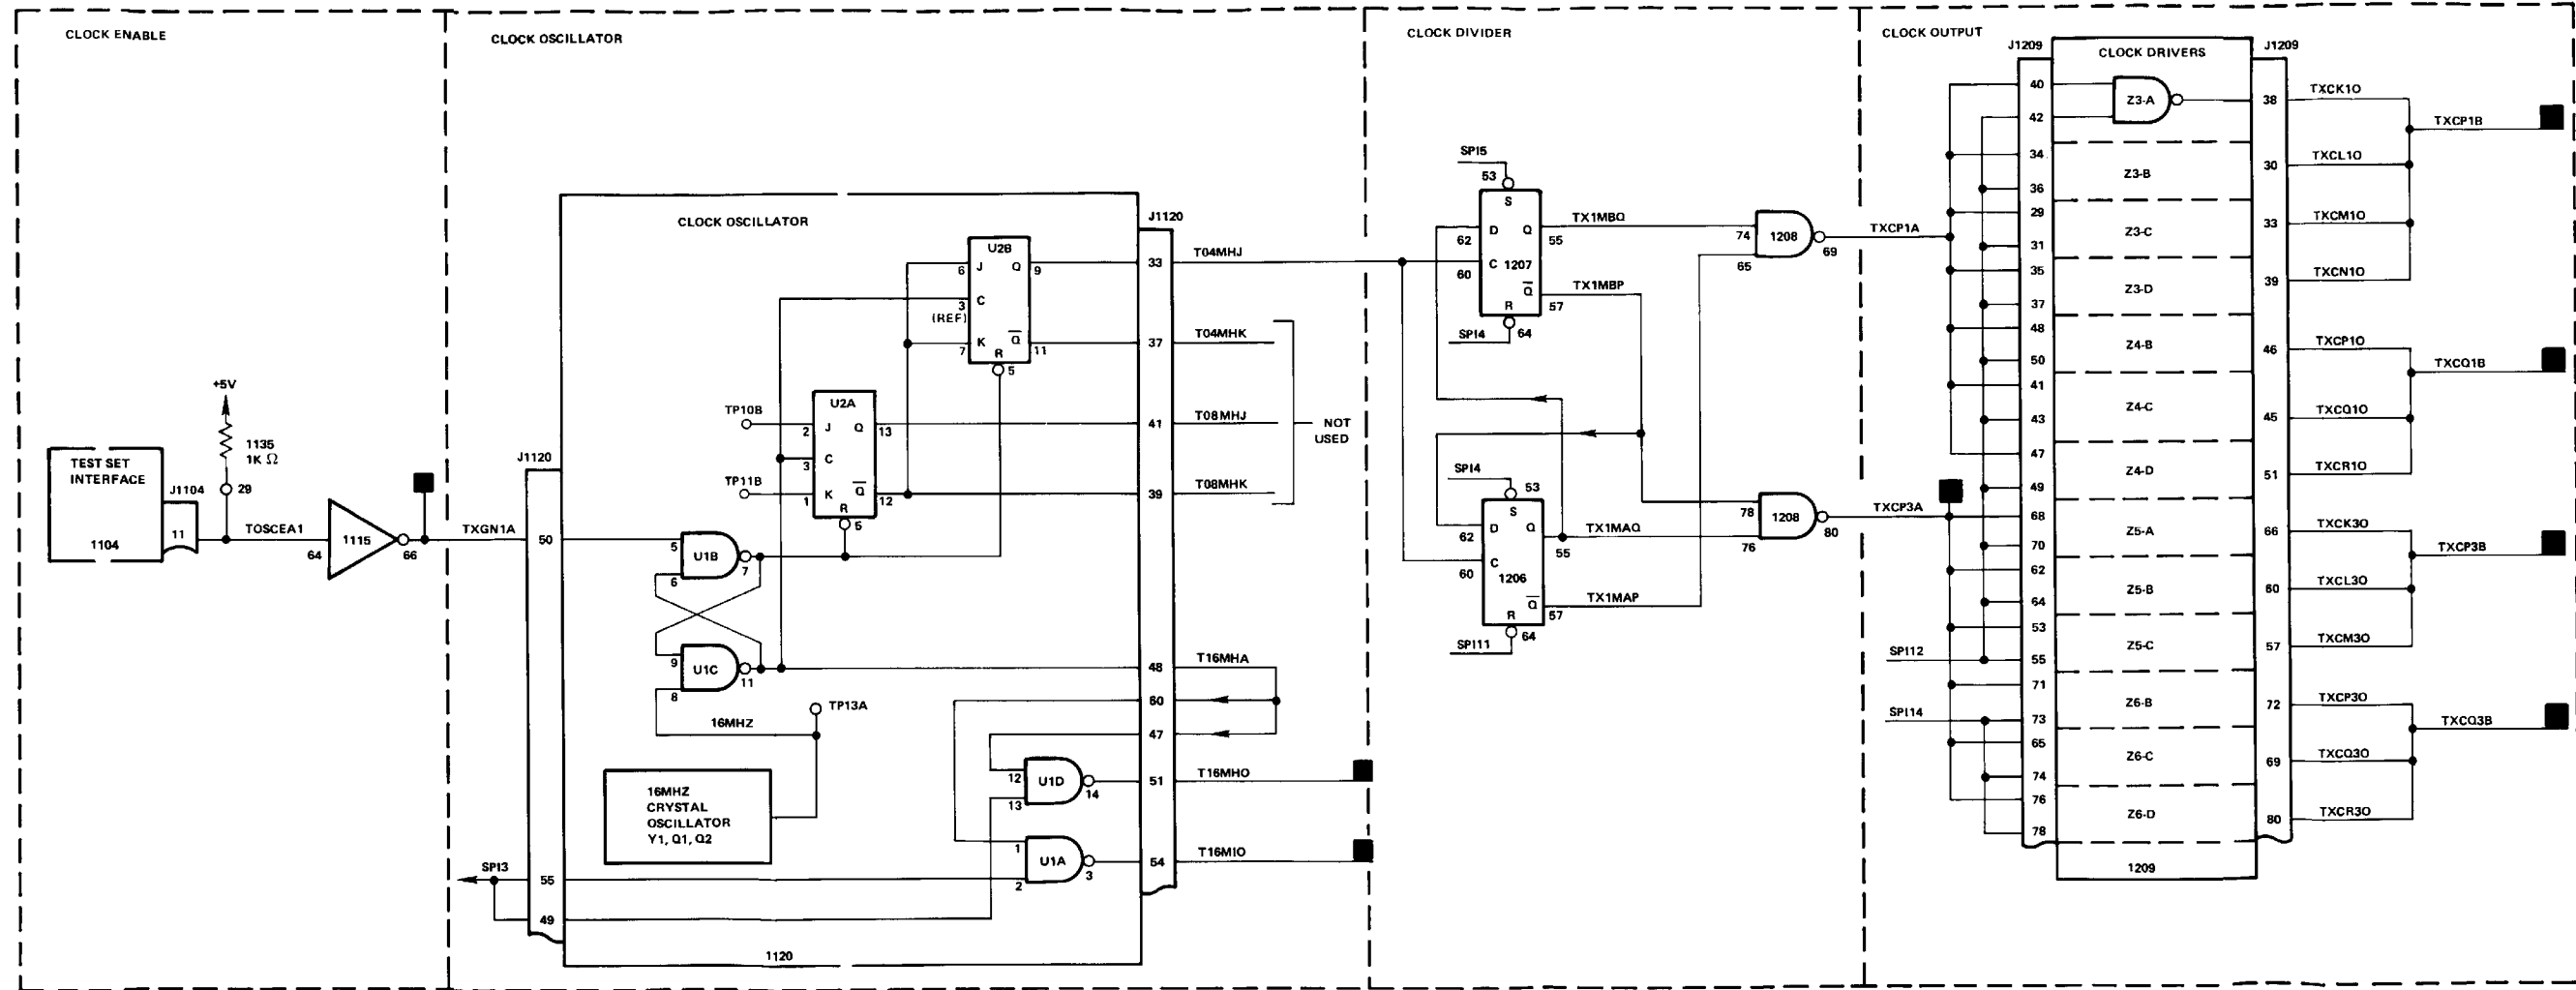 CLOCK ENABLE
+5V
1135
1K Ω
29
TEST SET
INTERFACE
1104
J1104
11
TOSCEA1
64
1115
66
TXGN1A
CLOCK OSCILLATOR
J1120
50
55
49
SPI3
CLOCK OSCILLATOR
U2B
6 J Q 9
3 C
(REF)
7 K Q 11
R
5
U2A
TP10B
2 J Q 13
3 C
TP11B
1 K Q 12
R
5
5
U1B
7
6
9
U1C
11
8
16MHZ
TP13A
16MHZ
CRYSTAL
OSCILLATOR
Y1, Q1, Q2
12
U1D
14
13
1
U1A
3
2
1120
J1120
33 T04MHJ
37 T04MHK
41 T08MHJ
39 T08MHK
NOT
USED
48 T16MHA
60
47
51 T16MHO
54 T16MIO
CLOCK DIVIDER
SPI5
53
S
62 D Q 55
TX1MBQ
60 C 1207
Q 57
TX1MBP
R
SPI4 64
74
1208
69
65
SPI4
53
S
62 D Q 55
TX1MAQ
60 C
1206
Q 57
TX1MAP
R
SPI11 64
78
1208
80
76
CLOCK OUTPUT
TXCP1A
TXCP3A
SPI12
SPI14
J1209
CLOCK DRIVERS
J1209
40
42
Z3-A
38 TXCK1O
TXCP1B
34
36
Z3-B
30 TXCL1O
29
31
Z3-C
33 TXCM1O
35
37
Z3-D
39 TXCN1O
48
50
Z4-B
46 TXCP1O
TXCQ1B
41
43
Z4-C
45 TXCQ1O
47
49
Z4-D
51 TXCR1O
68
70
Z5-A
66 TXCK3O
TXCP3B
62
64
Z5-B
60 TXCL3O
53
55
Z5-C
57 TXCM3O
71
73
Z6-B
72 TXCP3O
TXCQ3B
65
74
Z6-C
69 TXCQ3O
76
78
Z6-D
80 TXCR3O
1209